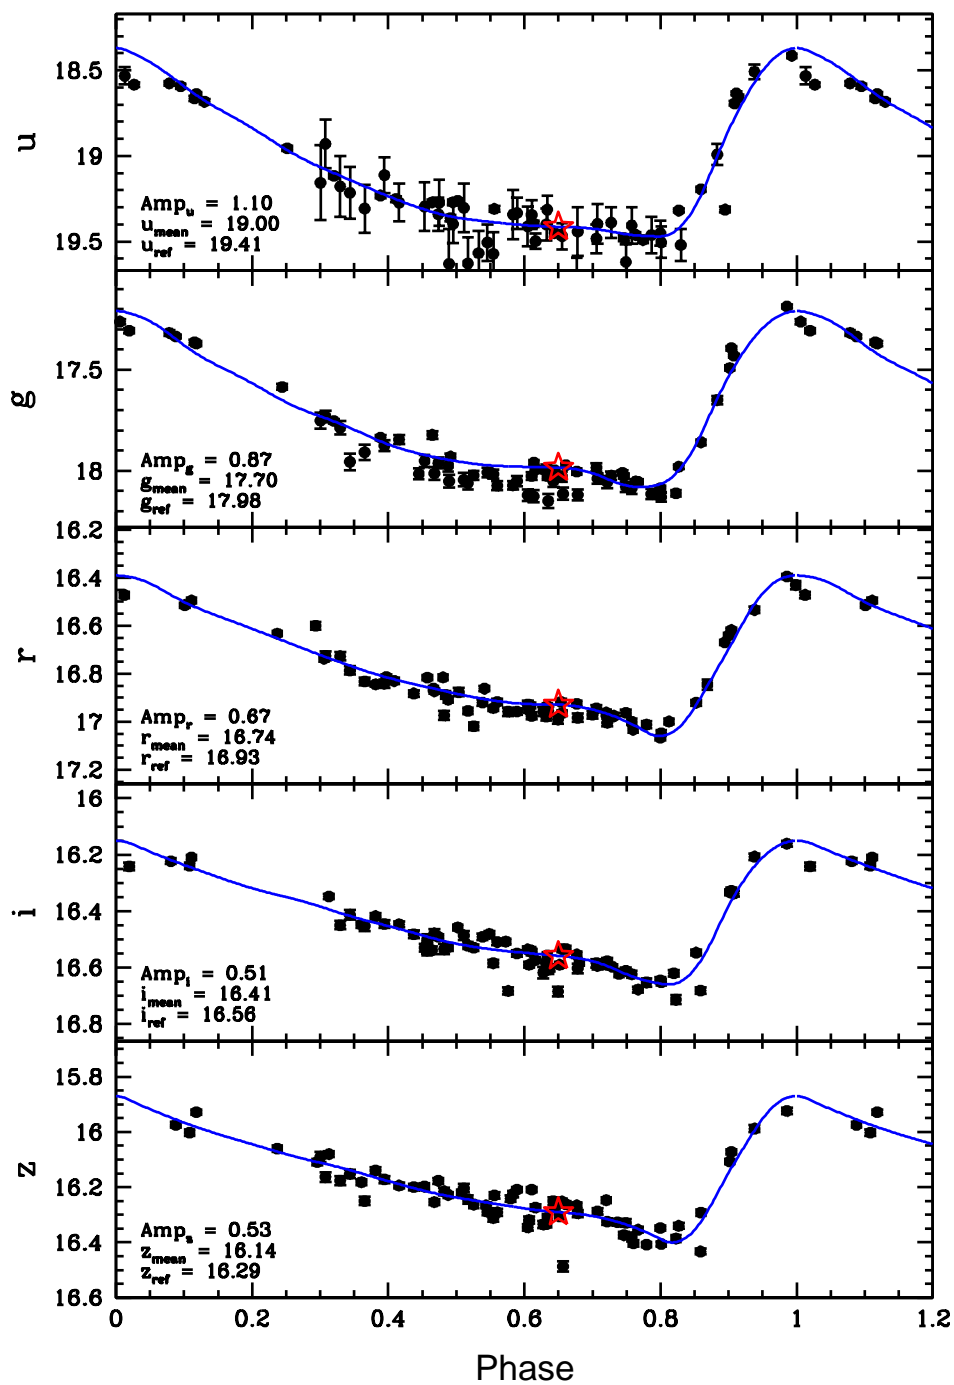 18.5
19
19.5
u
Amp_u = 1.10
u_mean = 19.00
u_ref = 19.41
17.5
18
g
Amp_g = 0.87
g_mean = 17.70
g_ref = 17.98
16.2
16.4
16.6
16.8
17
17.2
r
Amp_r = 0.67
r_mean = 16.74
r_ref = 16.93
16
16.2
16.4
16.6
16.8
i
Amp_i = 0.51
i_mean = 16.41
i_ref = 16.56
15.8
16
16.2
16.4
16.6
z
Amp_z = 0.53
z_mean = 16.14
z_ref = 16.29
0 0.2 0.4 0.6 0.8 1 1.2
Phase